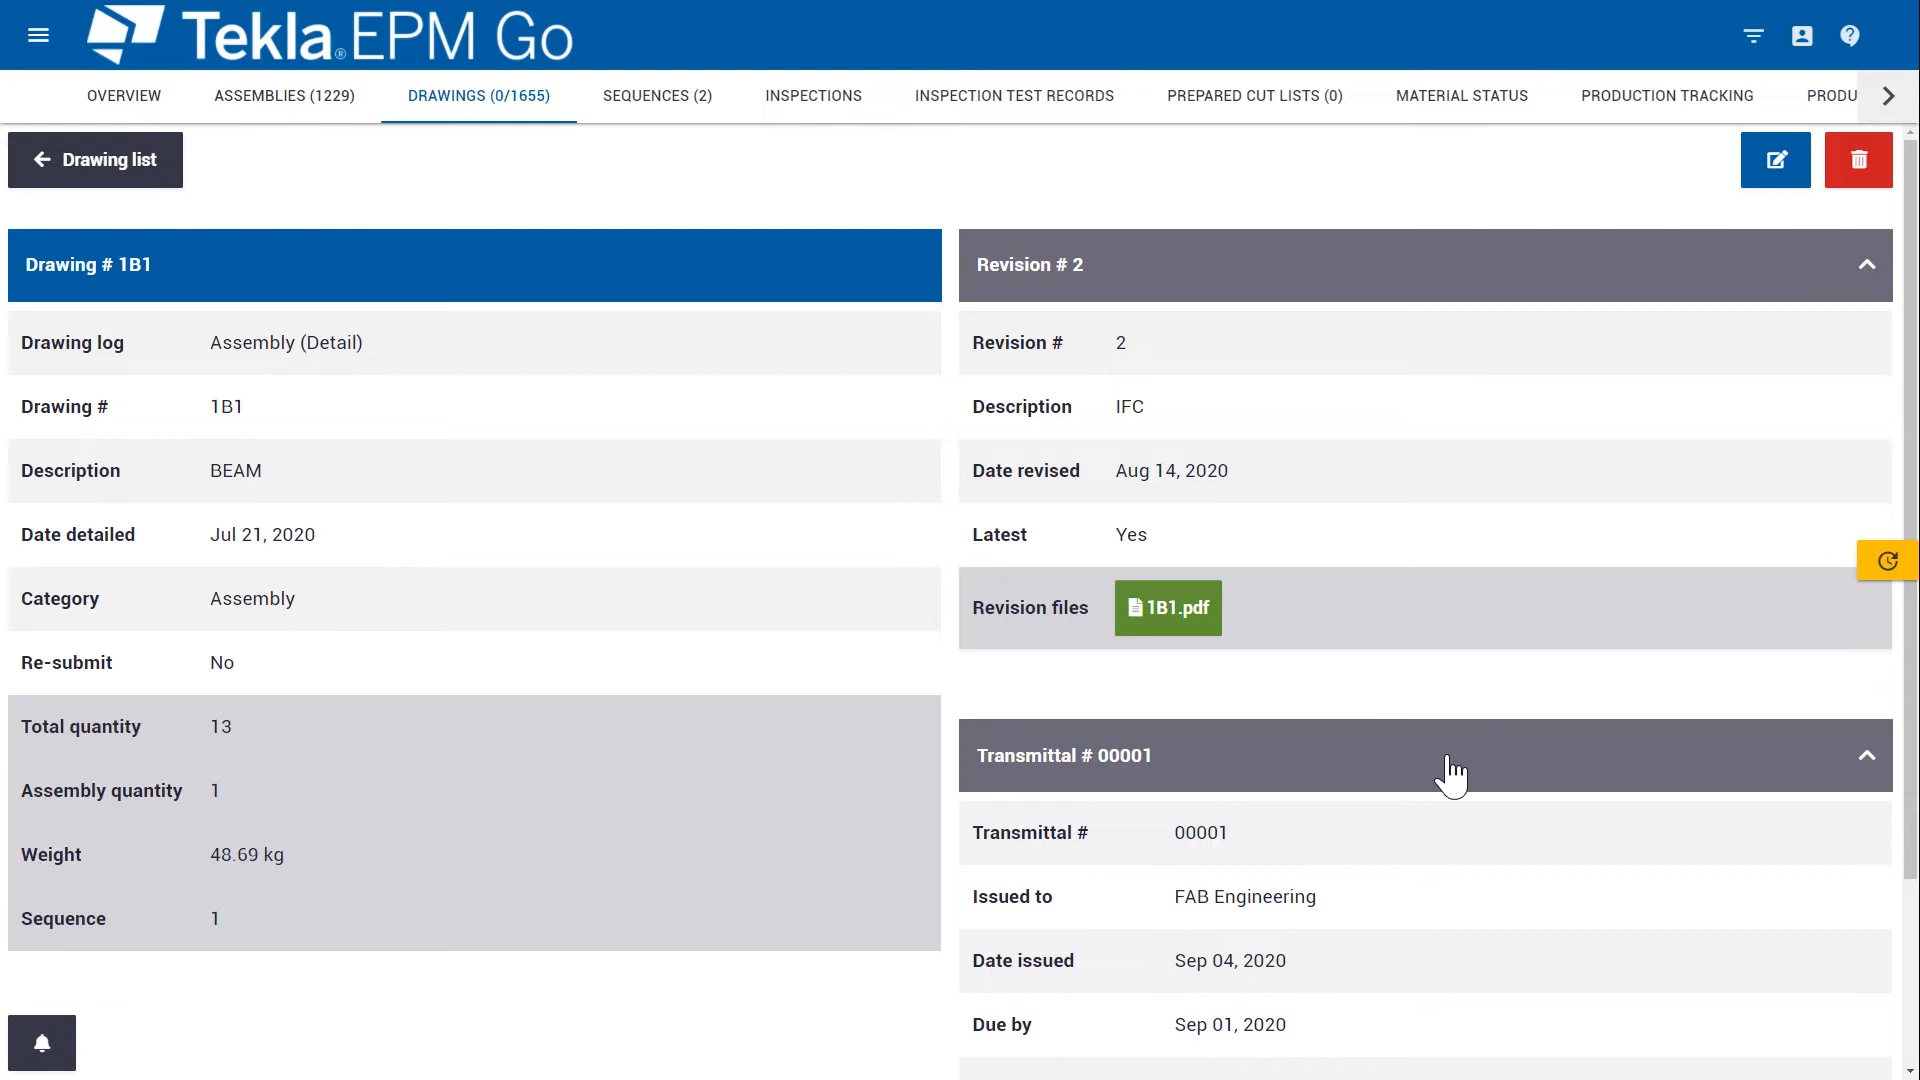 Tekla® EPM Go
OVERVIEW ASSEMBLIES (1229) DRAWINGS (0/1655) SEQUENCES (2) INSPECTIONS INSPECTION TEST RECORDS PREPARED CUT LISTS (0) MATERIAL STATUS PRODUCTION TRACKING PRODU
Drawing list
Drawing # 1B1
Drawing log Assembly (Detail)
Drawing # 1B1
Description BEAM
Date detailed Jul 21, 2020
Category Assembly
Re-submit No
Total quantity 13
Assembly quantity 1
Weight 48.69 kg
Sequence 1
Revision # 2
Revision # 2
Description IFC
Date revised Aug 14, 2020
Latest Yes
Revision files 1B1.pdf
Transmittal # 00001
Transmittal # 00001
Issued to FAB Engineering
Date issued Sep 04, 2020
Due by Sep 01, 2020